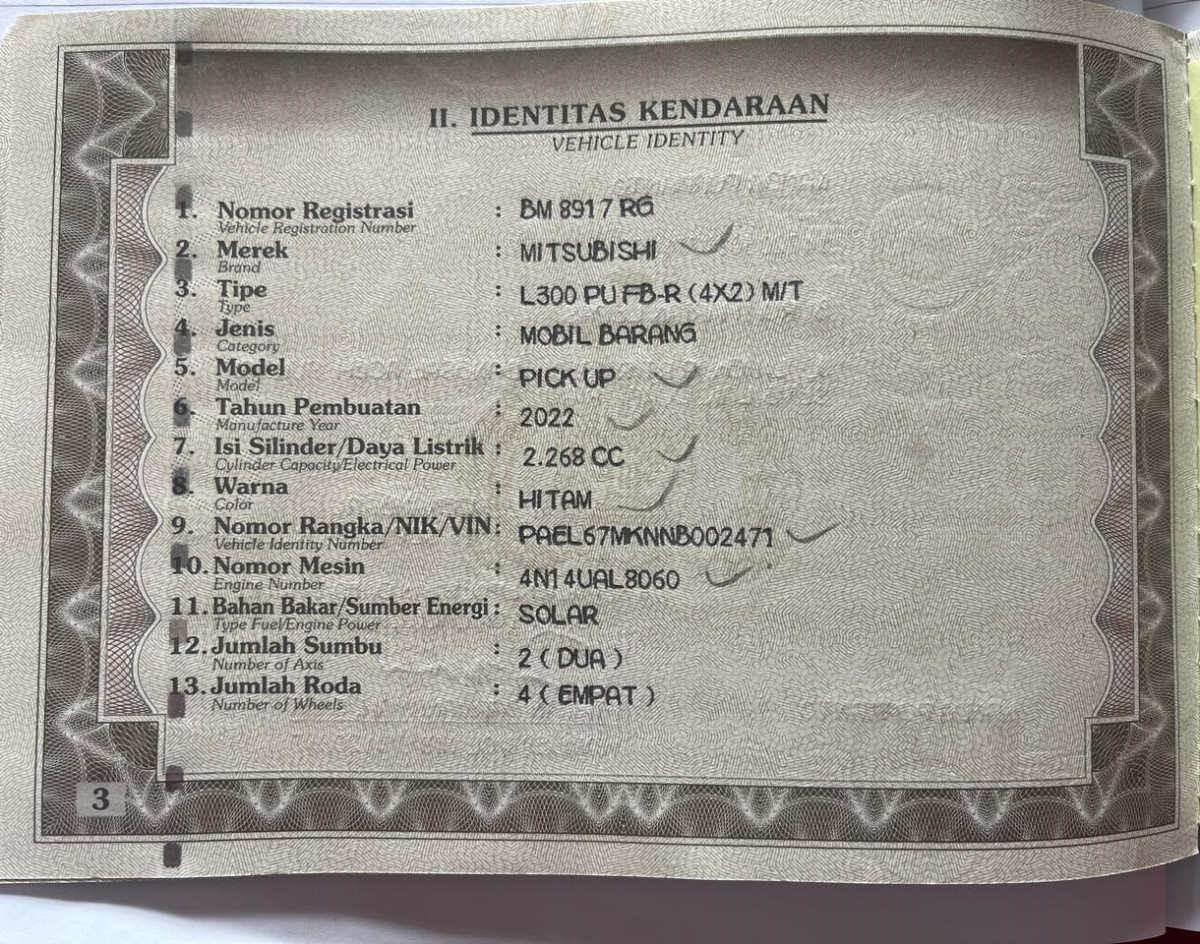 II. IDENTITAS KENDARAAN
VEHICLE IDENTITY
1. Nomor Registrasi : BM 8917 RG
Vehicle Registration Number
2. Merek : MITSUBISHI
Brand
3. Tipe : L300 PU FB-R (4X2) M/T
Type
4. Jenis : MOBIL BARANG
Category
5. Model : PICK UP
Model
6. Tahun Pembuatan : 2022
Manufacture Year
7. Isi Silinder/Daya Listrik : 2.268 CC
Cylinder Capacity/Electrical Power
8. Warna : HITAM
Color
9. Nomor Rangka/NIK/VIN : PAEL67MKNNB002471
Vehicle Identity Number
10. Nomor Mesin : 4N14UAL8060
Engine Number
11. Bahan Bakar/Sumber Energi : SOLAR
Type Fuel/Engine Power
12. Jumlah Sumbu : 2 ( DUA )
Number of Axis
13. Jumlah Roda : 4 ( EMPAT )
Number of Wheels
3